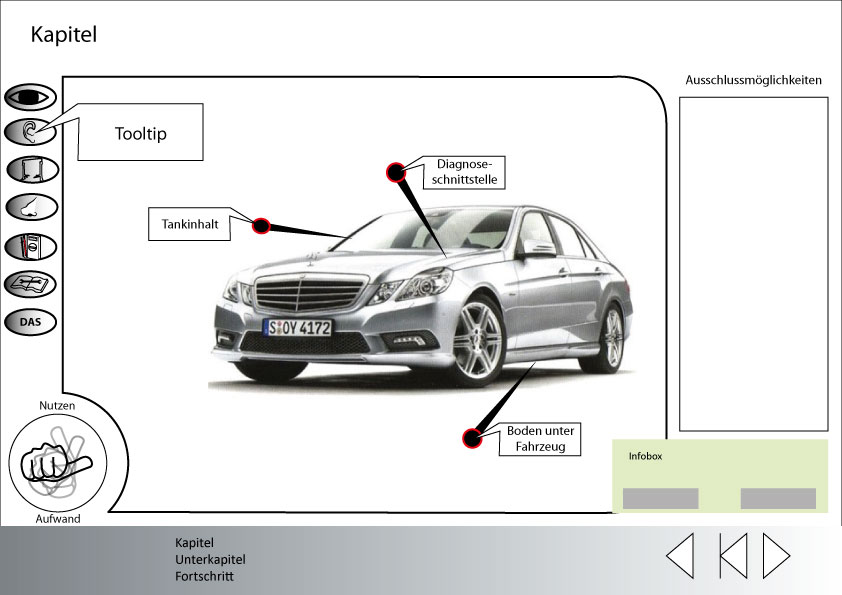 Kapitel
Ausschlussmöglichkeiten
Tooltip
Diagnose-
schnittstelle
Tankinhalt
S OY 4172
DAS
Nutzen
Boden unter
Fahrzeug
Infobox
Aufwand
Kapitel
Unterkapitel
Fortschritt